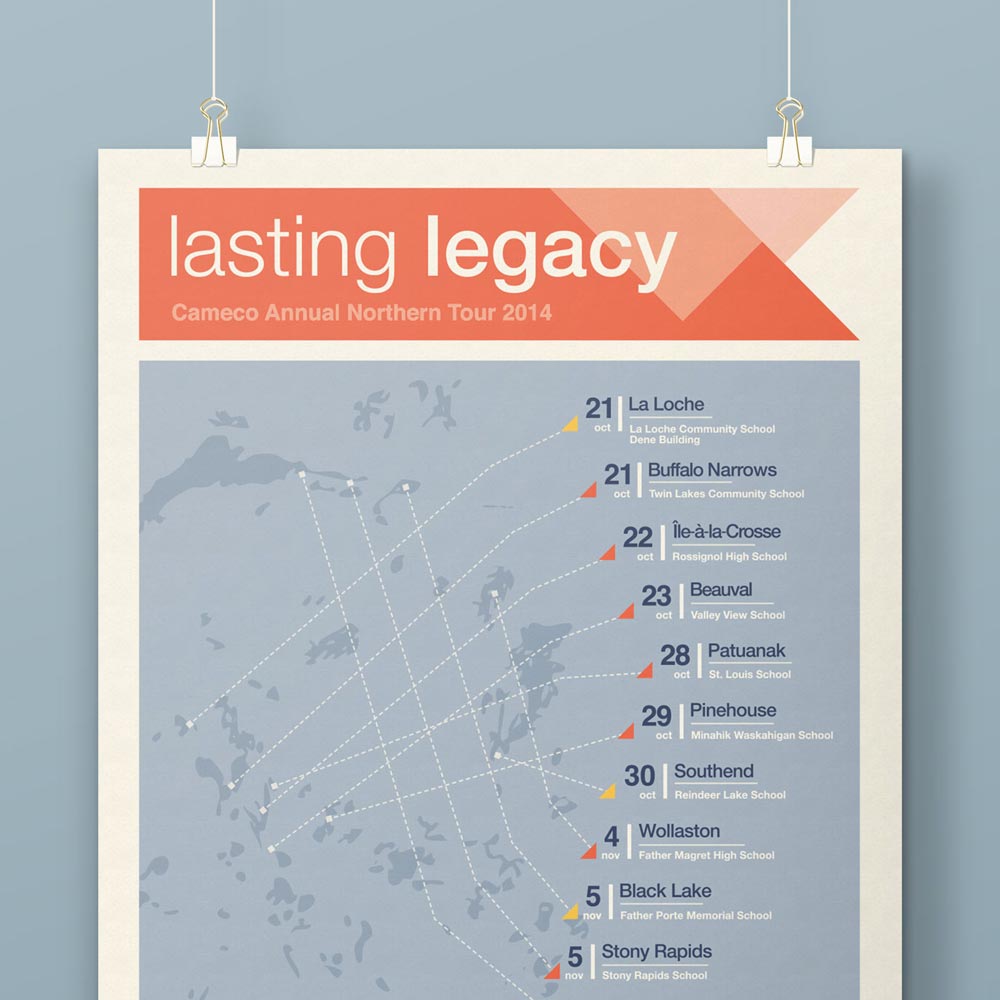 lasting legacy
Cameco Annual Northern Tour 2014
21 oct La Loche
La Loche Community School
Dene Building
21 oct Buffalo Narrows
Twin Lakes Community School
22 oct Île-à-la-Crosse
Rossignol High School
23 oct Beauval
Valley View School
28 oct Patuanak
St. Louis School
29 oct Pinehouse
Minahik Waskahigan School
30 oct Southend
Reindeer Lake School
4 nov Wollaston
Father Magret High School
5 nov Black Lake
Father Porte Memorial School
5 nov Stony Rapids
Stony Rapids School